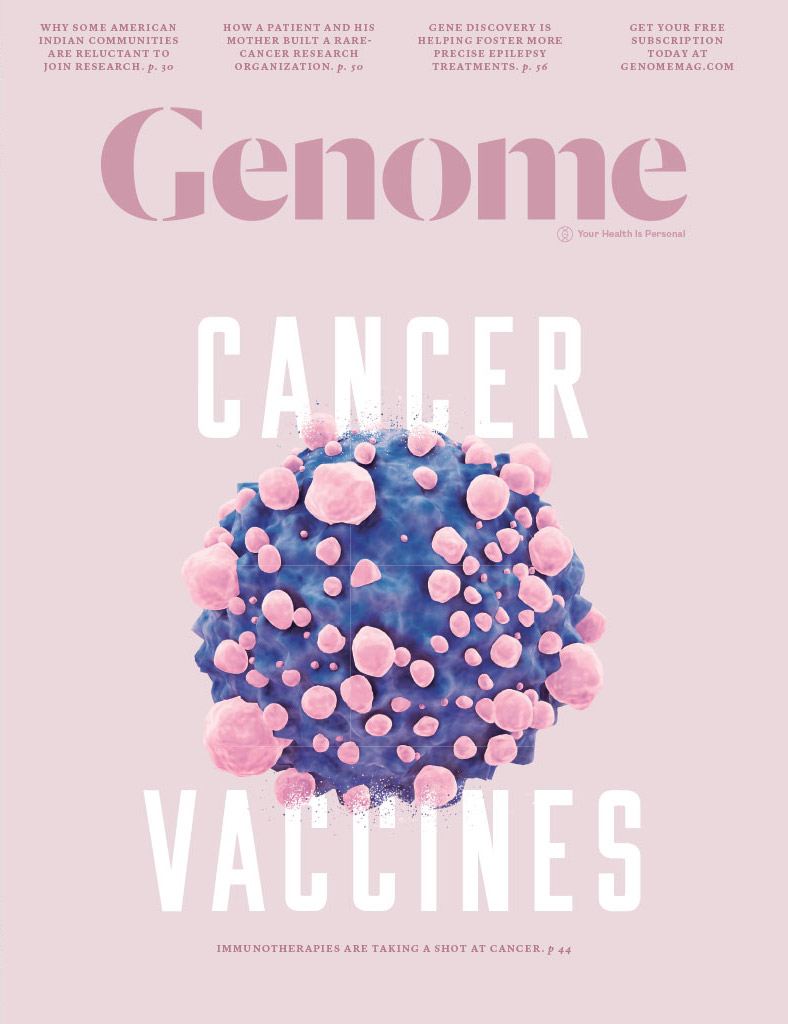 WHY SOME AMERICAN
INDIAN COMMUNITIES
ARE RELUCTANT TO
JOIN RESEARCH. p. 30
HOW A PATIENT AND HIS
MOTHER BUILT A RARE-
CANCER RESEARCH
ORGANIZATION. p. 50
GENE DISCOVERY IS
HELPING FOSTER MORE
PRECISE EPILEPSY
TREATMENTS. p. 56
GET YOUR FREE
SUBSCRIPTION
TODAY AT
GENOMEMAG.COM
Genome
Your Health Is Personal
CANCER
VACCINES
IMMUNOTHERAPIES ARE TAKING A SHOT AT CANCER. p 44